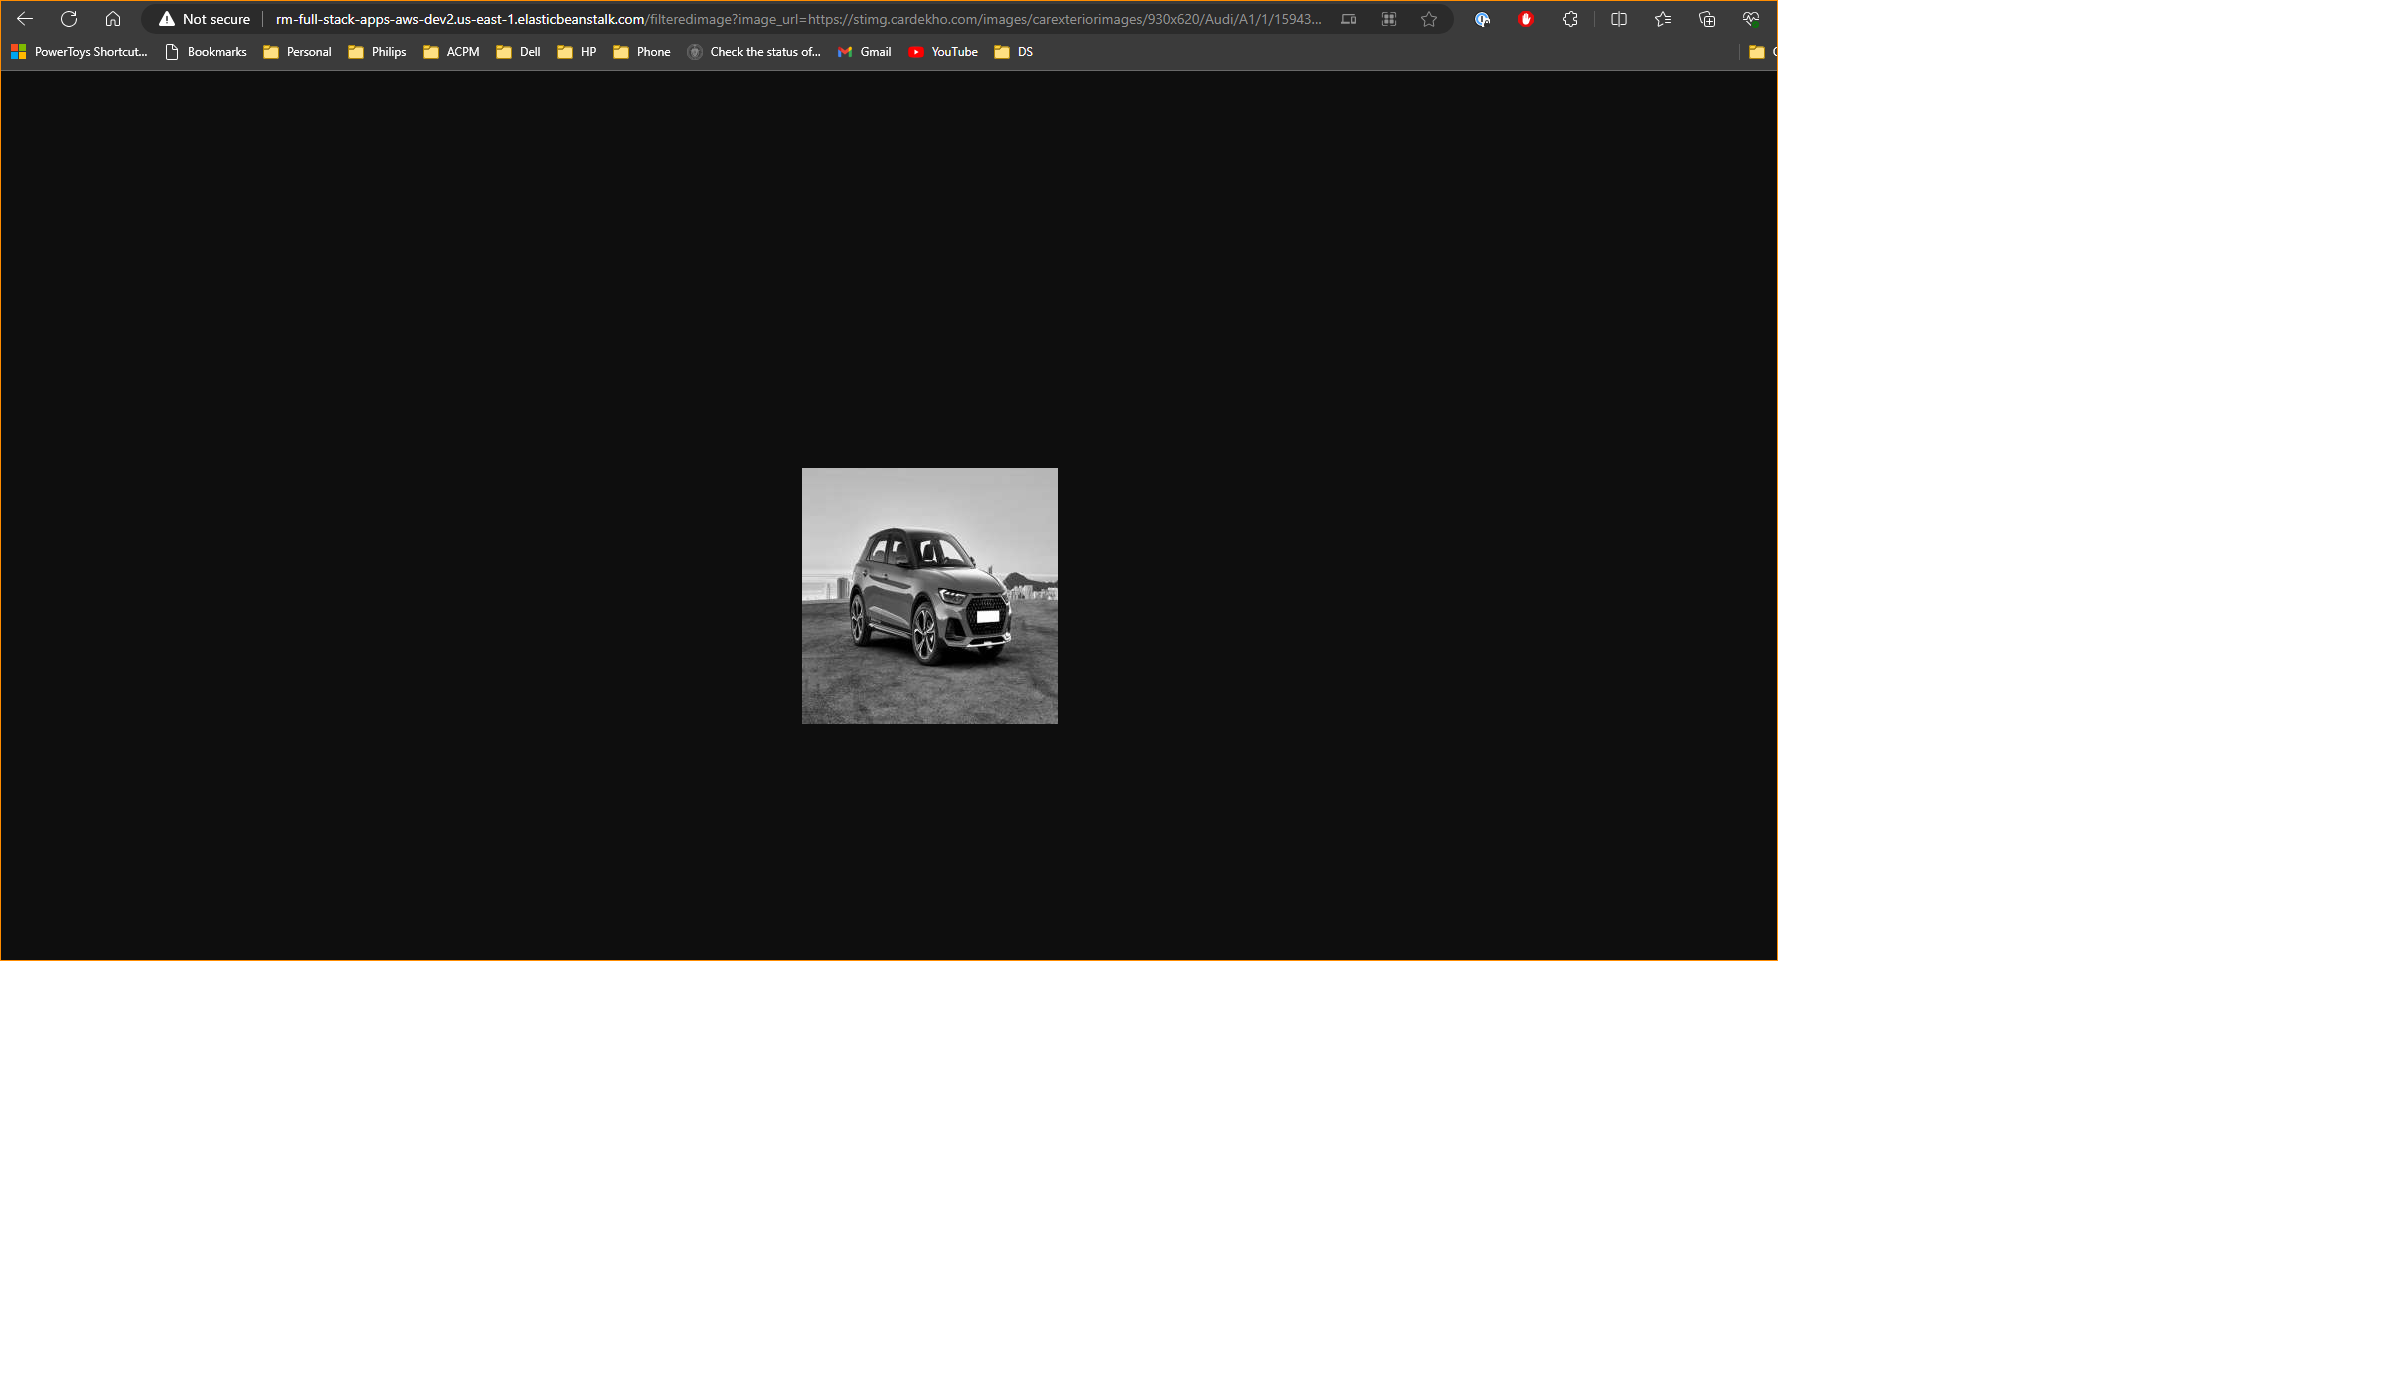 Not secure rm-full-stack-apps-aws-dev2.us-east-1.elasticbeanstalk.com/filteredimage?image_url=https://stimg.cardekho.com/images/carexteriorimages/930x620/Audi/A1/1/15943...
PowerToys Shortcut... Bookmarks Personal Philips ACPM Dell HP Phone Check the status of... Gmail YouTube DS